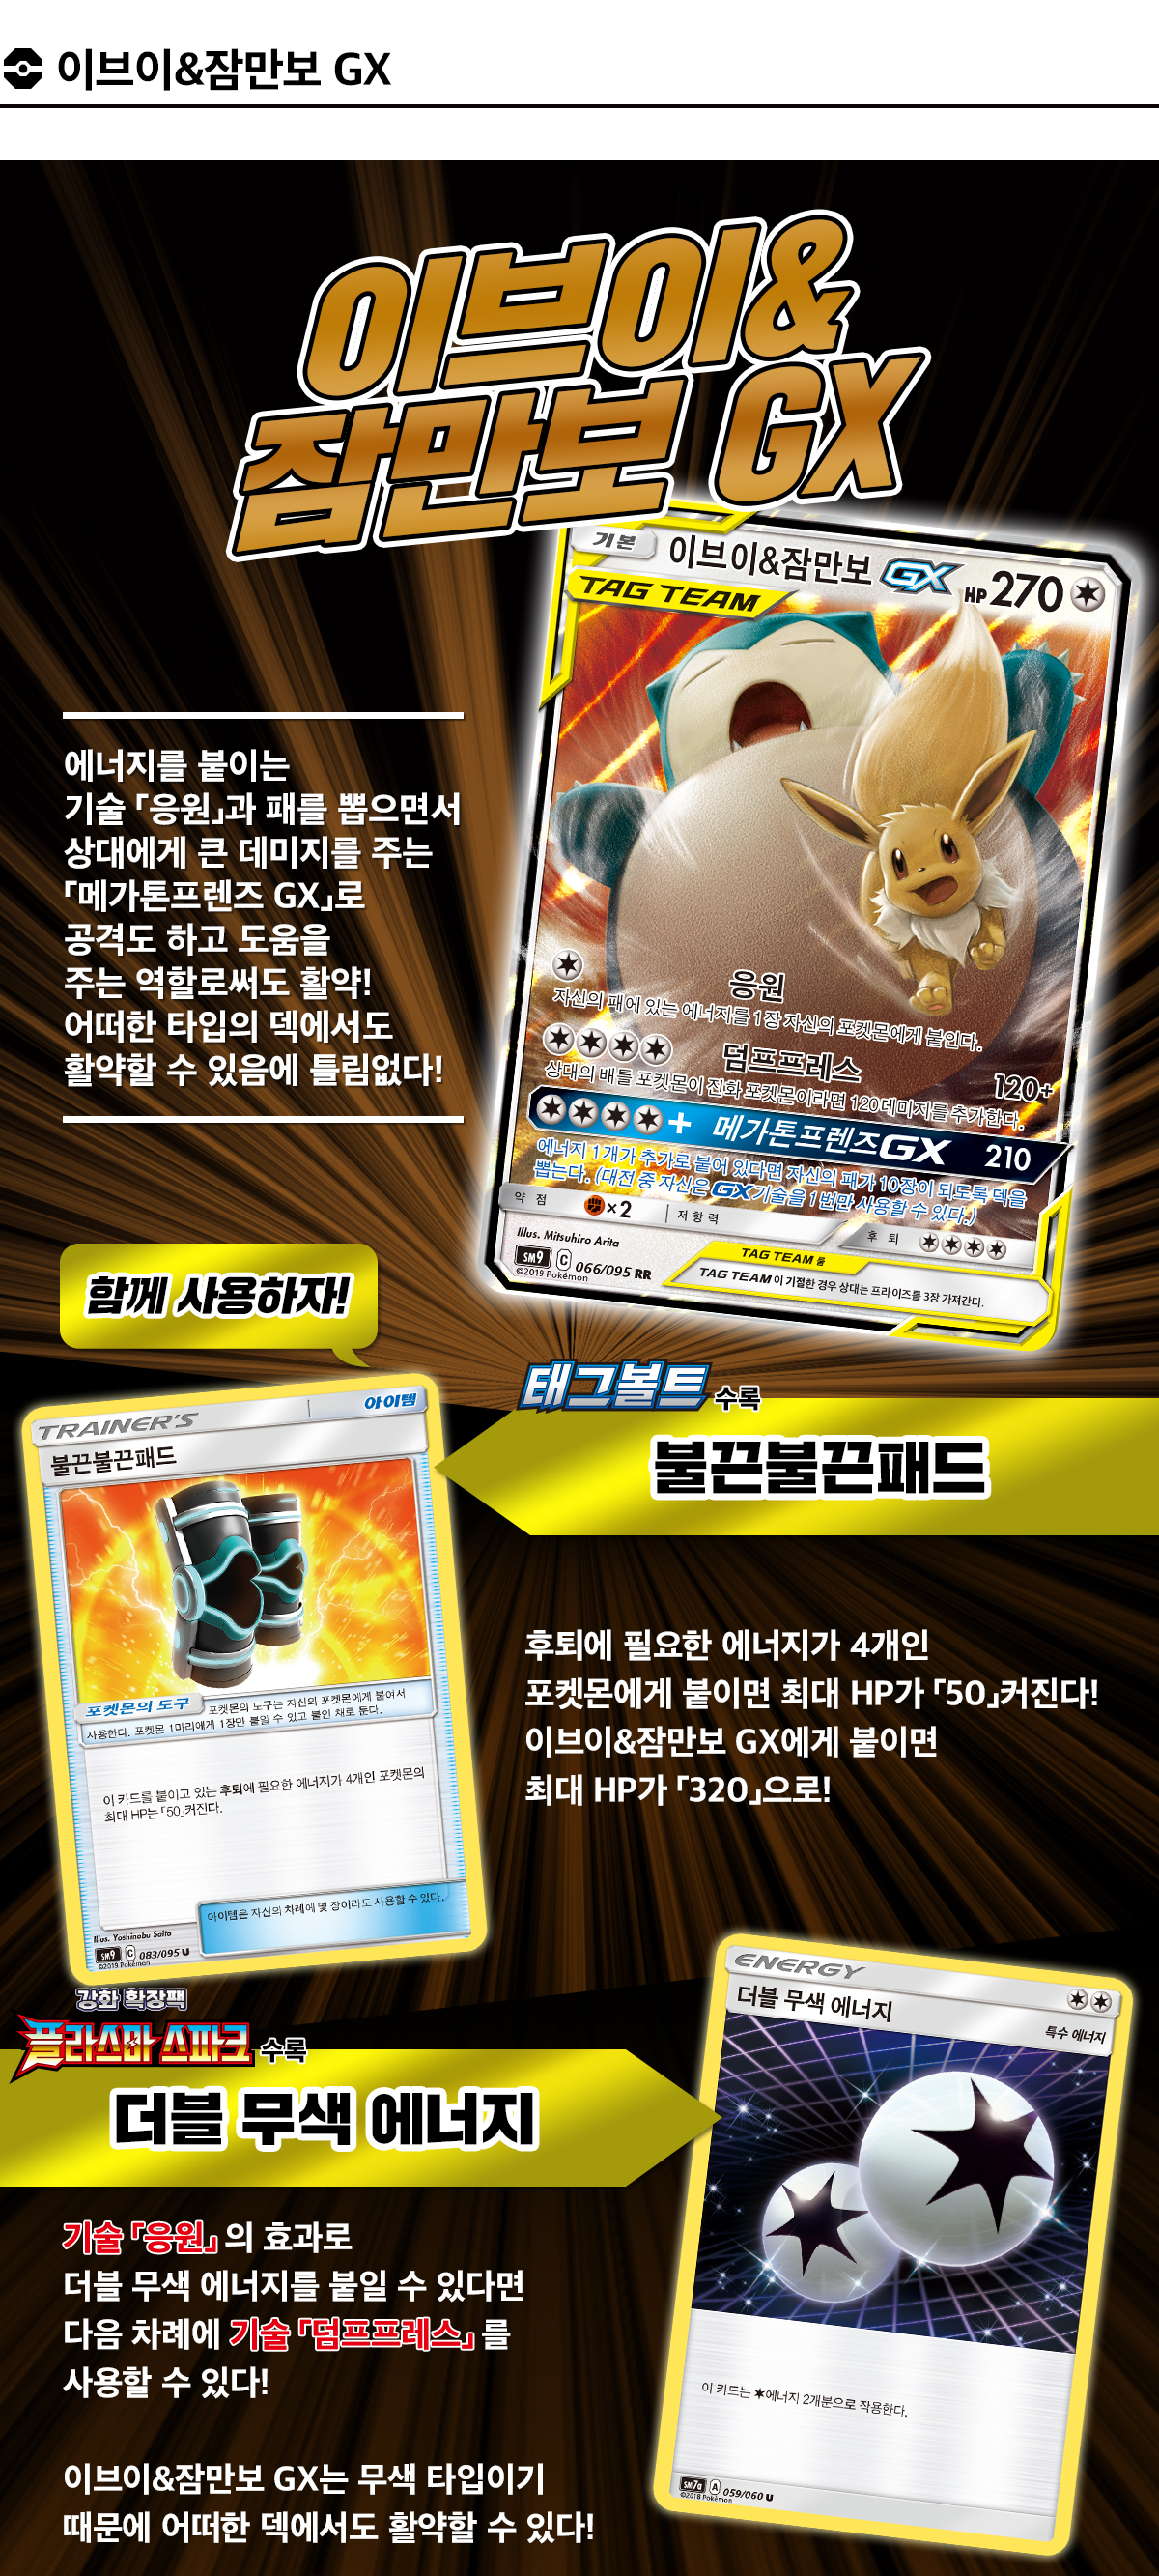 이브이&잠만보 GX
이브이&
잠만보 GX
기본 이브이&잠만보 GX HP 270
TAG TEAM
에너지를 붙이는
기술 「응원」과 패를 뽑으면서
상대에게 큰 데미지를 주는
「메가톤프렌즈 GX」로
공격도 하고 도움을
주는 역할로써도 활약!
어떠한 타입의 덱에서도
활약할 수 있음에 틀림없다!
응원
자신의 패에 있는 에너지를 1장 자신의 포켓몬에게 붙인다.
덤프프레스 120+
상대의 배틀 포켓몬이 진화 포켓몬이라면 120데미지를 추가한다.
+ 메가톤프렌즈GX 210
에너지 1개가 추가로 붙어 있다면 자신의 패가 10장이 되도록 덱을
뽑는다. (대전 중 자신은 GX기술을 1번만 사용할 수 있다.)
약점 ×2 저항력 후퇴
Illus. Mitsuhiro Arita
SM9 C 066/095 RR
©2019 Pokémon
TAG TEAM 룰
TAG TEAM이 기절한 경우 상대는 프라이즈를 3장 가져간다.
함께 사용하자!
태그볼트 수록
불끈불끈패드
TRAINER'S 아이템
불끈불끈패드
포켓몬의 도구 포켓몬의 도구는 자신의 포켓몬에게 붙여서
사용한다. 포켓몬 1마리에게 1장만 붙일 수 있고 붙인 채로 둔다.
이 카드를 붙이고 있는 후퇴에 필요한 에너지가 4개인 포켓몬의
최대 HP는 「50」커진다.
아이템은 자신의 차례에 몇 장이라도 사용할 수 있다.
Illus. Yoshinobu Saito
SM9 C 083/095 U
©2019 Pokémon
후퇴에 필요한 에너지가 4개인
포켓몬에게 붙이면 최대 HP가 「50」커진다!
이브이&잠만보 GX에게 붙이면
최대 HP가 「320」으로!
강화 확장팩
플라스마 스파크 수록
더블 무색 에너지
ENERGY
더블 무색 에너지
특수 에너지
이 카드는 에너지 2개분으로 작용한다.
SM7a A 059/060 U
©2018 Pokémon
기술 「응원」의 효과로
더블 무색 에너지를 붙일 수 있다면
다음 차례에 기술 「덤프프레스」를
사용할 수 있다!
이브이&잠만보 GX는 무색 타입이기
때문에 어떠한 덱에서도 활약할 수 있다!